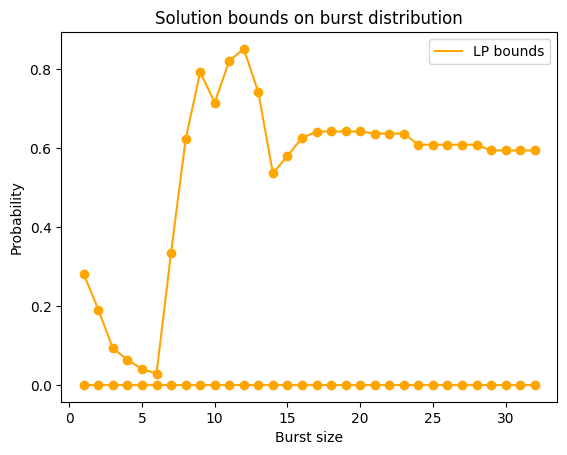 Solution bounds on burst distribution
LP bounds
Probability
0.8
0.6
0.4
0.2
0.0
0 5 10 15 20 25 30
Burst size